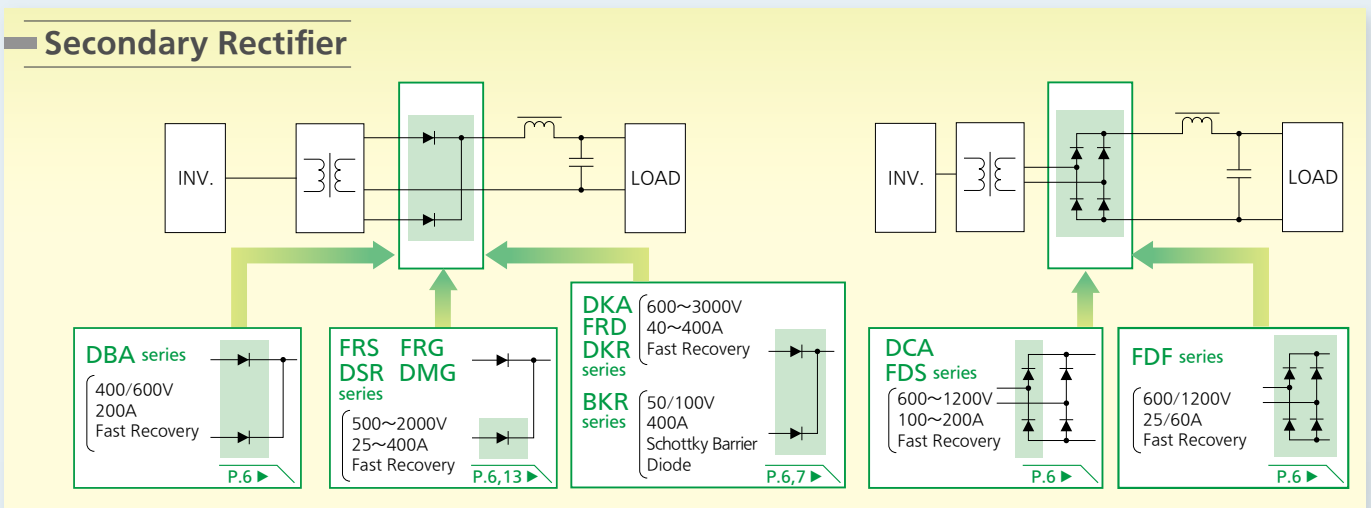 Secondary Rectifier
INV.
LOAD
INV.
LOAD
DBA series
400/600V
200A
Fast Recovery
P.6 ▶
FRS FRG
DSR DMG
series
500〜2000V
25〜400A
Fast Recovery
P.6,13 ▶
DKA
FRD
DKR
series
600〜3000V
40〜400A
Fast Recovery
BKR
series
50/100V
400A
Schottky Barrier
Diode
P.6,7 ▶
DCA
FDS series
600〜1200V
100〜200A
Fast Recovery
P.6 ▶
FDF series
600/1200V
25/60A
Fast Recovery
P.6 ▶